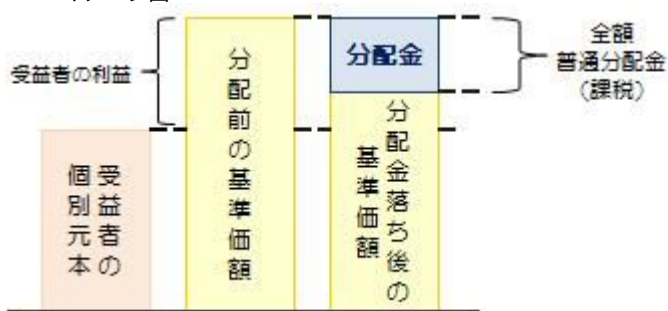 受益者の利益
受益者の
個別元本
分配前の基準価額
分配金
分配金落ち後の
基準価額
全額
普通分配金
(課税)